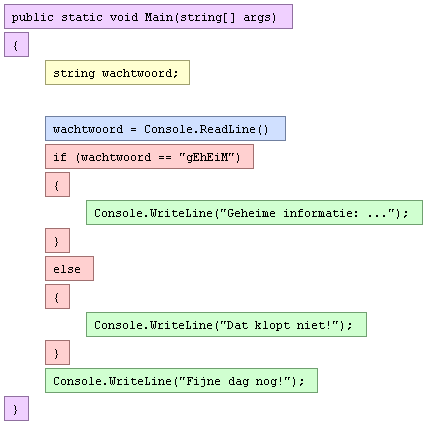 public static void Main(string[] args)
{
string wachtwoord;
wachtwoord = Console.ReadLine()
if (wachtwoord == "gEhEiM")
{
Console.WriteLine("Geheime informatie: ...");
}
else
{
Console.WriteLine("Dat klopt niet!");
}
Console.WriteLine("Fijne dag nog!");
}